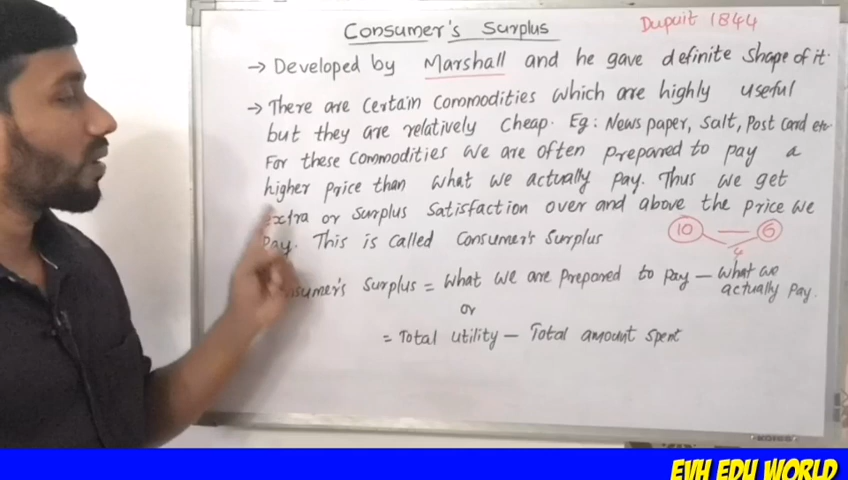 Consumer's Surplus
Dupuit 1844
→ Developed by Marshall and he gave definite shape of it.
→ There are certain commodities which are highly useful
but they are relatively cheap. Eg: News paper, Salt, Post Card etc
For these commodities we are often prepared to pay a
higher price than what we actually pay. Thus we get
extra or surplus satisfaction over and above the price we
Pay. This is called Consumer's Surplus
10 — 6
4
Consumer's Surplus = What we are prepared to pay — what we
actually pay.
or
= Total utility — Total amount spent
EVH EDU WORLD